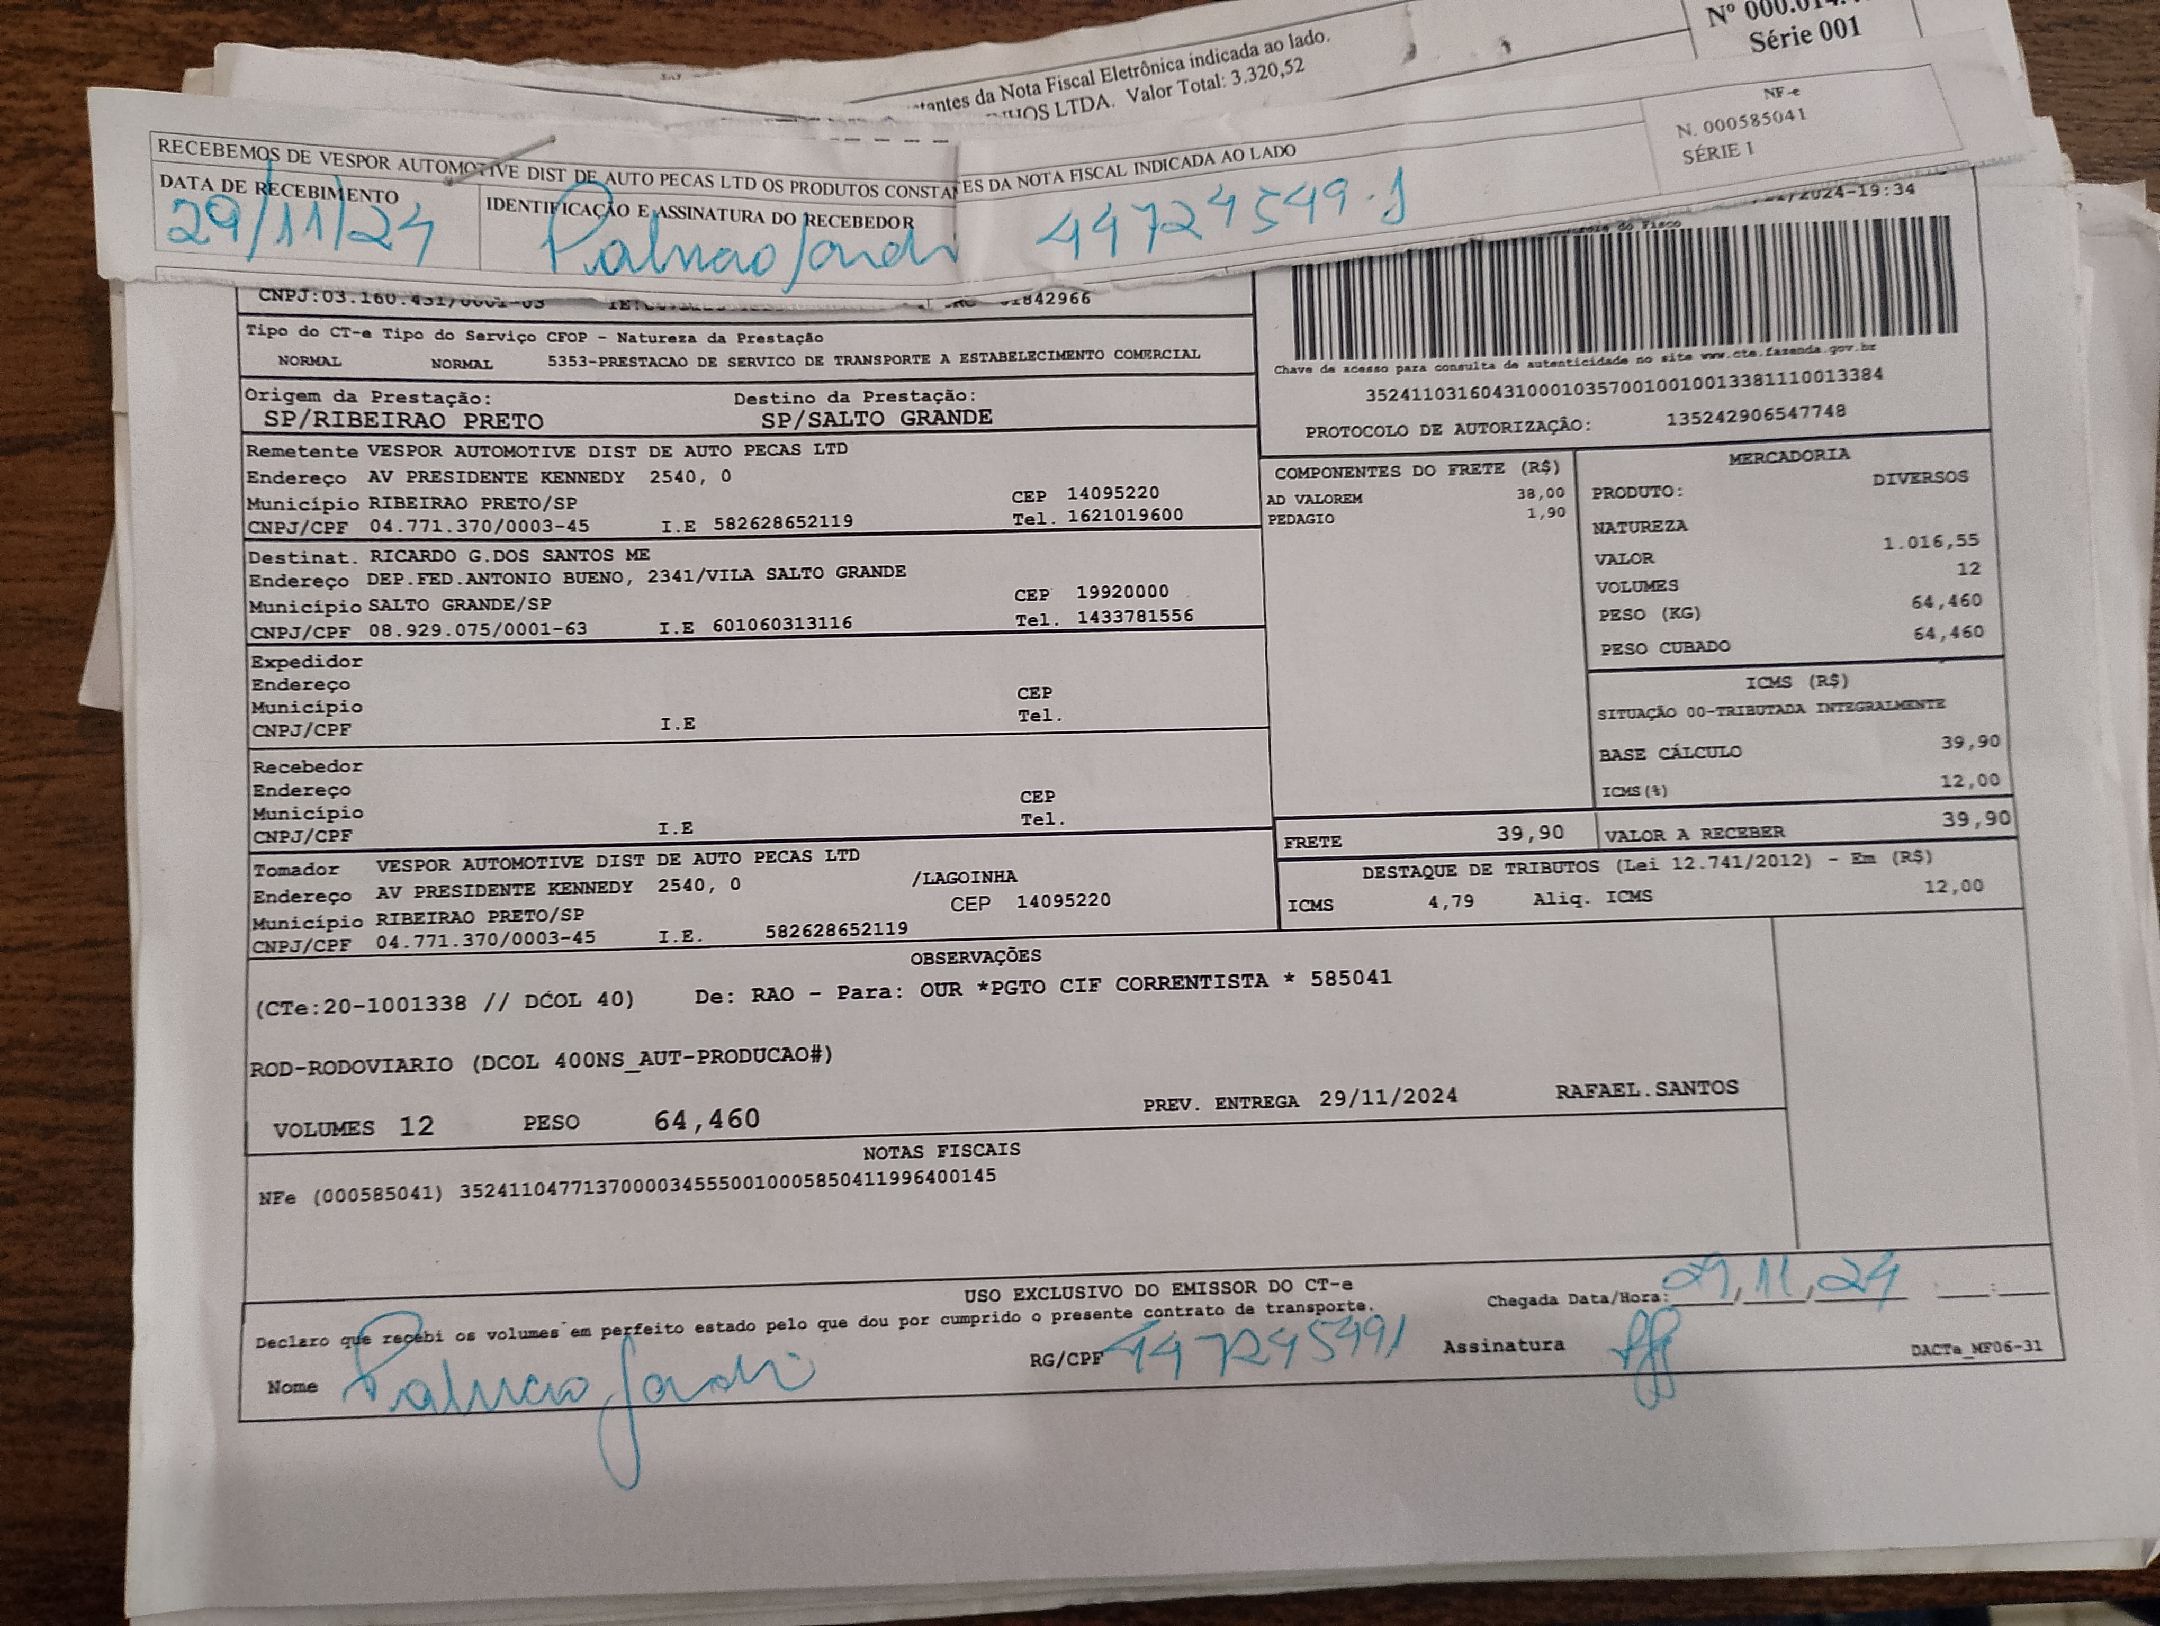 Nº 000.014.
Série 001
tantes da Nota Fiscal Eletrônica indicada ao lado.
LTDA. Valor Total: 3.320,52
NF-e
N. 000585041
SÉRIE 1
RECEBEMOS DE VESPOR AUTOMOTIVE DIST DE AUTO PECAS LTD OS PRODUTOS CONSTANTES DA NOTA FISCAL INDICADA AO LADO
DATA DE RECEBIMENTO
29/11/24
IDENTIFICAÇÃO E ASSINATURA DO RECEBEDOR
44724549-1
2024-19:34
do Fisco
CNPJ:03.160.431/0001-03
1842966
Tipo do CT-e Tipo do Serviço CFOP - Natureza da Prestação
NORMAL NORMAL 5353-PRESTACAO DE SERVICO DE TRANSPORTE A ESTABELECIMENTO COMERCIAL
Chave de acesso para consulta de autenticidade no site www.cte.fazenda.gov.br
35241103160431000103570010010013381110013384
PROTOCOLO DE AUTORIZAÇÃO: 135242906547748
Origem da Prestação: Destino da Prestação:
SP/RIBEIRAO PRETO SP/SALTO GRANDE
Remetente VESPOR AUTOMOTIVE DIST DE AUTO PECAS LTD
Endereço AV PRESIDENTE KENNEDY 2540, 0
Município RIBEIRAO PRETO/SP CEP 14095220
CNPJ/CPF 04.771.370/0003-45 I.E 582628652119 Tel. 1621019600
Destinat. RICARDO G.DOS SANTOS ME
Endereço DEP.FED.ANTONIO BUENO, 2341/VILA SALTO GRANDE
Município SALTO GRANDE/SP CEP 19920000
CNPJ/CPF 08.929.075/0001-63 I.E 601060313116 Tel. 1433781556
Expedidor
Endereço
Município CEP
CNPJ/CPF I.E Tel.
Recebedor
Endereço
Município CEP
CNPJ/CPF I.E Tel.
Tomador VESPOR AUTOMOTIVE DIST DE AUTO PECAS LTD
Endereço AV PRESIDENTE KENNEDY 2540, 0 /LAGOINHA
Município RIBEIRAO PRETO/SP CEP 14095220
CNPJ/CPF 04.771.370/0003-45 I.E. 582628652119
COMPONENTES DO FRETE (R$)
AD VALOREM 38,00
PEDAGIO 1,90
MERCADORIA
PRODUTO: DIVERSOS
NATUREZA
VALOR 1.016,55
VOLUMES 12
PESO (KG) 64,460
PESO CUBADO 64,460
ICMS (R$)
SITUAÇÃO 00-TRIBUTADA INTEGRALMENTE
BASE CÁLCULO 39,90
ICMS(%) 12,00
FRETE 39,90 VALOR A RECEBER 39,90
DESTAQUE DE TRIBUTOS (Lei 12.741/2012) - Em (R$)
ICMS 4,79 Aliq. ICMS 12,00
OBSERVAÇÕES
(CTe:20-1001338 // DCOL 40) De: RAO - Para: OUR *PGTO CIF CORRENTISTA * 585041
ROD-RODOVIARIO (DCOL 400NS_AUT-PRODUCAO#)
VOLUMES 12 PESO 64,460 PREV. ENTREGA 29/11/2024 RAFAEL.SANTOS
NOTAS FISCAIS
NFe (000585041) 35241104771370000345550010005850411996400145
USO EXCLUSIVO DO EMISSOR DO CT-e
Declaro que recebi os volumes em perfeito estado pelo que dou por cumprido o presente contrato de transporte.
Chegada Data/Hora: 29,11,24
Nome RG/CPF 447245491 Assinatura
DACTe_MF06-31